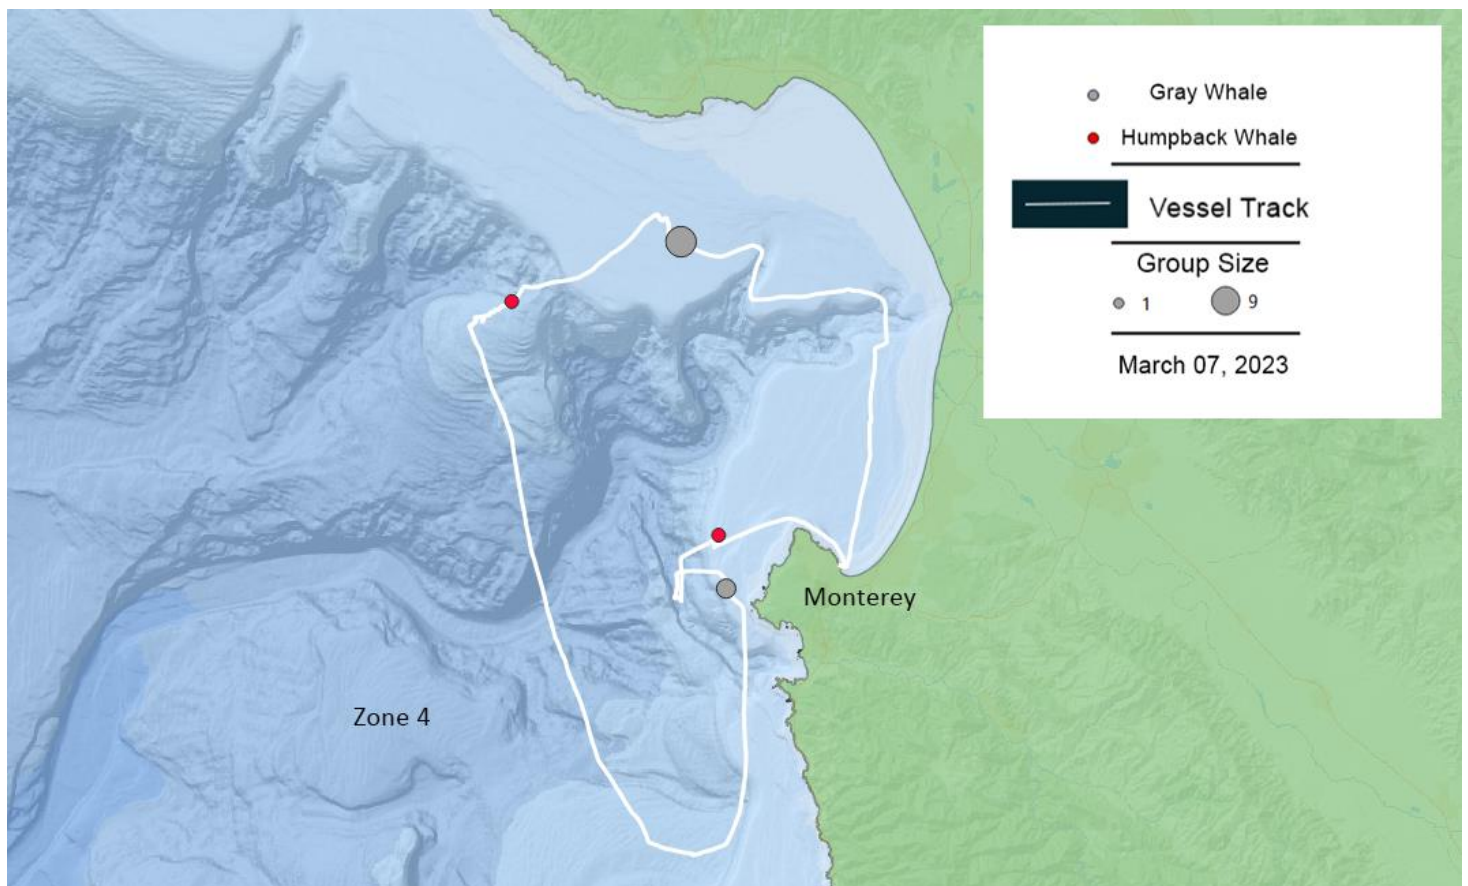 Gray Whale
Humpback Whale
Vessel Track
Group Size
1 9
March 07, 2023
Monterey
Zone 4